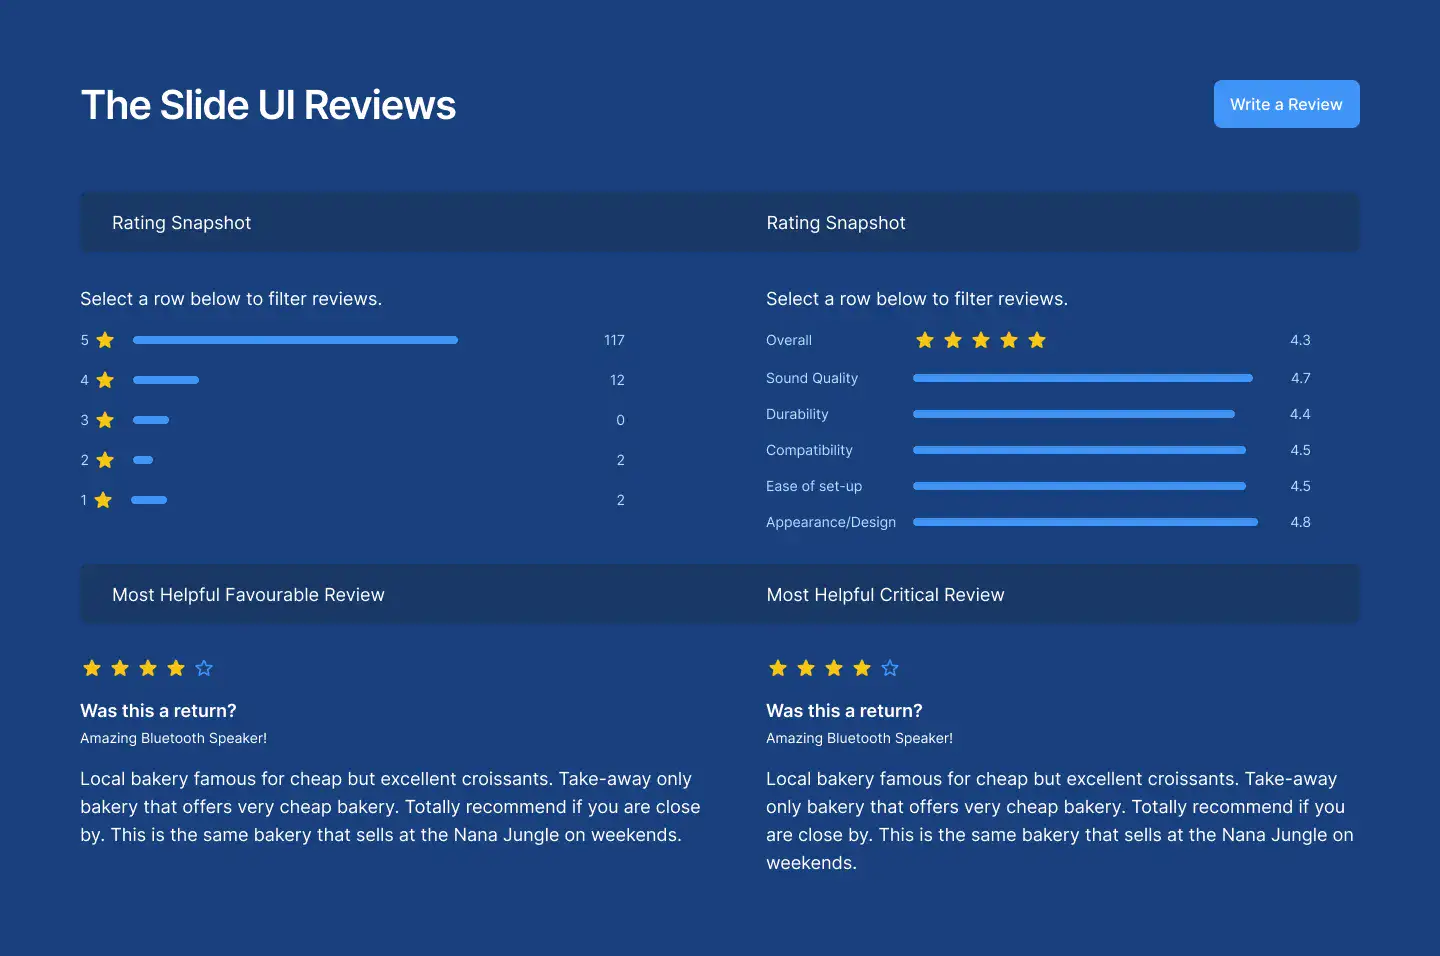 The Slide UI Reviews
Write a Review
Rating Snapshot
Rating Snapshot
Select a row below to filter reviews.
5 117
4 12
3 0
2 2
1 2
Select a row below to filter reviews.
Overall 4.3
Sound Quality 4.7
Durability 4.4
Compatibility 4.5
Ease of set-up 4.5
Appearance/Design 4.8
Most Helpful Favourable Review
Most Helpful Critical Review
Was this a return?
Amazing Bluetooth Speaker!
Local bakery famous for cheap but excellent croissants. Take-away only
bakery that offers very cheap bakery. Totally recommend if you are close
by. This is the same bakery that sells at the Nana Jungle on weekends.
Was this a return?
Amazing Bluetooth Speaker!
Local bakery famous for cheap but excellent croissants. Take-away
only bakery that offers very cheap bakery. Totally recommend if you
are close by. This is the same bakery that sells at the Nana Jungle on
weekends.